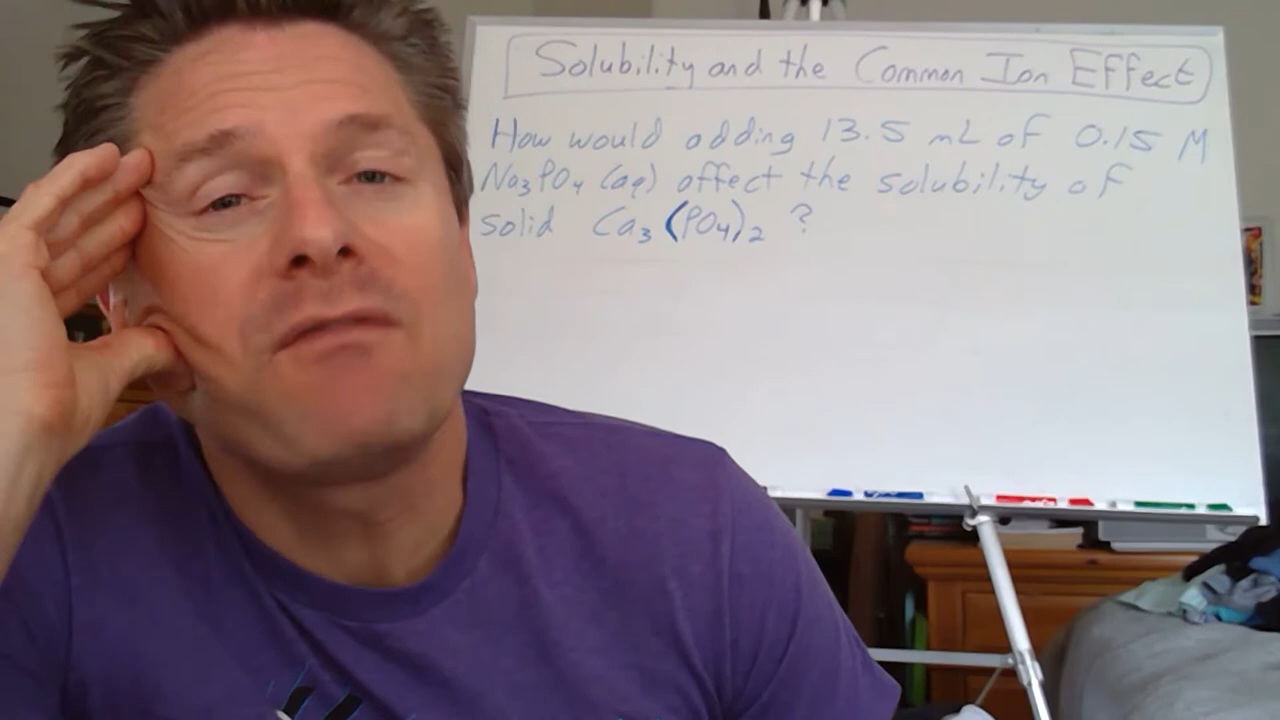 Solubility and the Common Ion Effect
How would adding 13.5 mL of 0.15 M
Na₃PO₄ (aq) affect the solubility of
solid Ca₃(PO₄)₂ ?